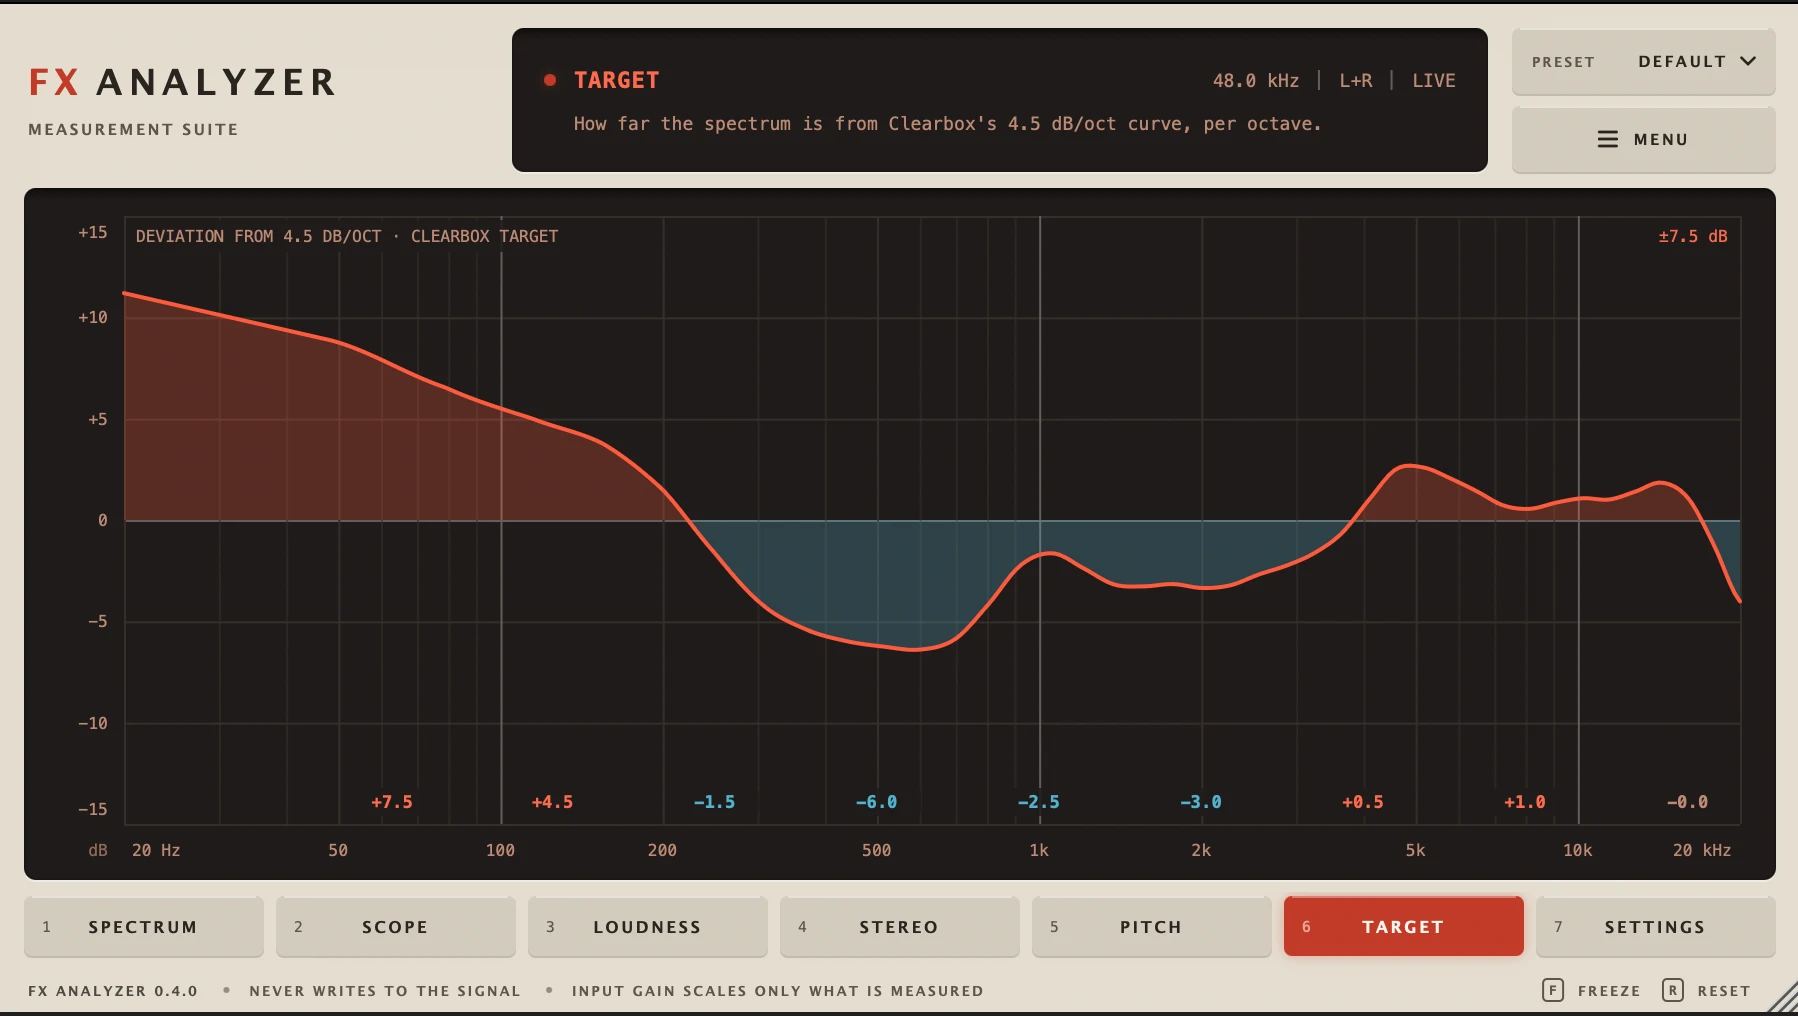 FX ANALYZER
MEASUREMENT SUITE
TARGET
48.0 kHz | L+R | LIVE
How far the spectrum is from Clearbox's 4.5 dB/oct curve, per octave.
PRESET DEFAULT
MENU
DEVIATION FROM 4.5 DB/OCT · CLEARBOX TARGET
±7.5 dB
+15
+10
+5
0
−5
−10
−15
+7.5 +4.5 −1.5 −6.0 −2.5 −3.0 +0.5 +1.0 −0.0
dB 20 Hz 50 100 200 500 1k 2k 5k 10k 20 kHz
1 SPECTRUM 2 SCOPE 3 LOUDNESS 4 STEREO 5 PITCH 6 TARGET 7 SETTINGS
FX ANALYZER 0.4.0 • NEVER WRITES TO THE SIGNAL • INPUT GAIN SCALES ONLY WHAT IS MEASURED
F FREEZE R RESET